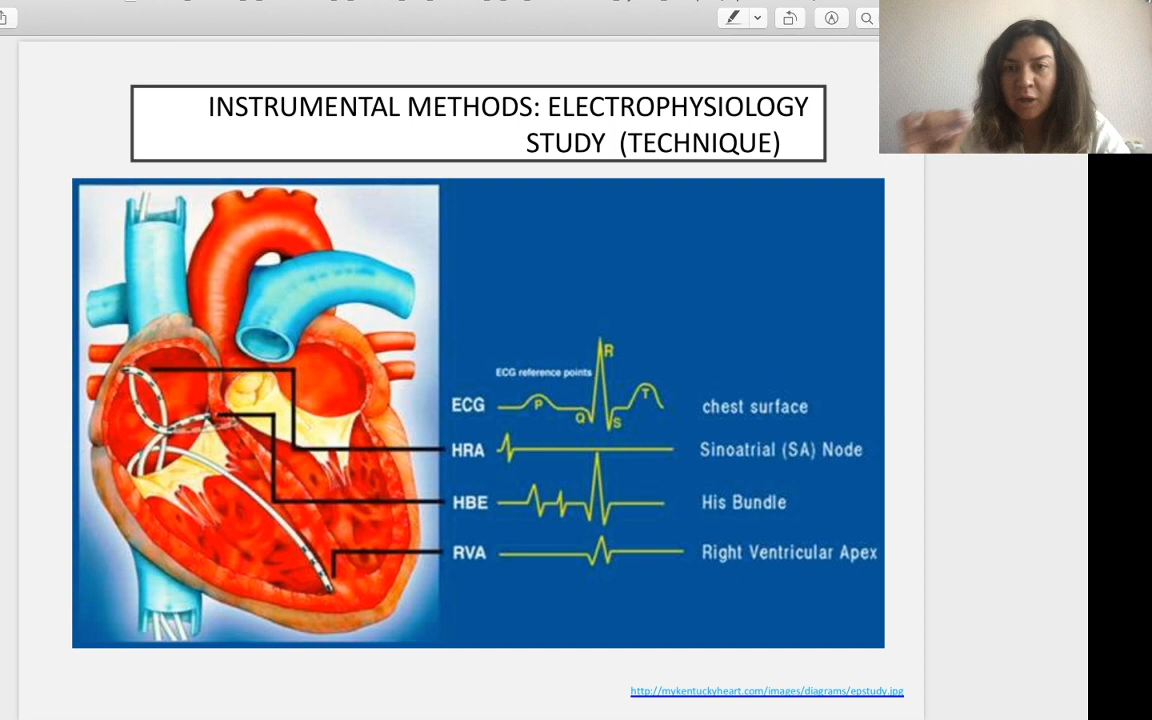 INSTRUMENTAL METHODS: ELECTROPHYSIOLOGY
STUDY (TECHNIQUE)
R
ECG reference points
T
P
ECG
chest surface
Q
S
HRA
Sinoatrial (SA) Node
HBE
His Bundle
RVA
Right Ventricular Apex
http://mykentuckyheart.com/images/diagrams/epstudy.jpg